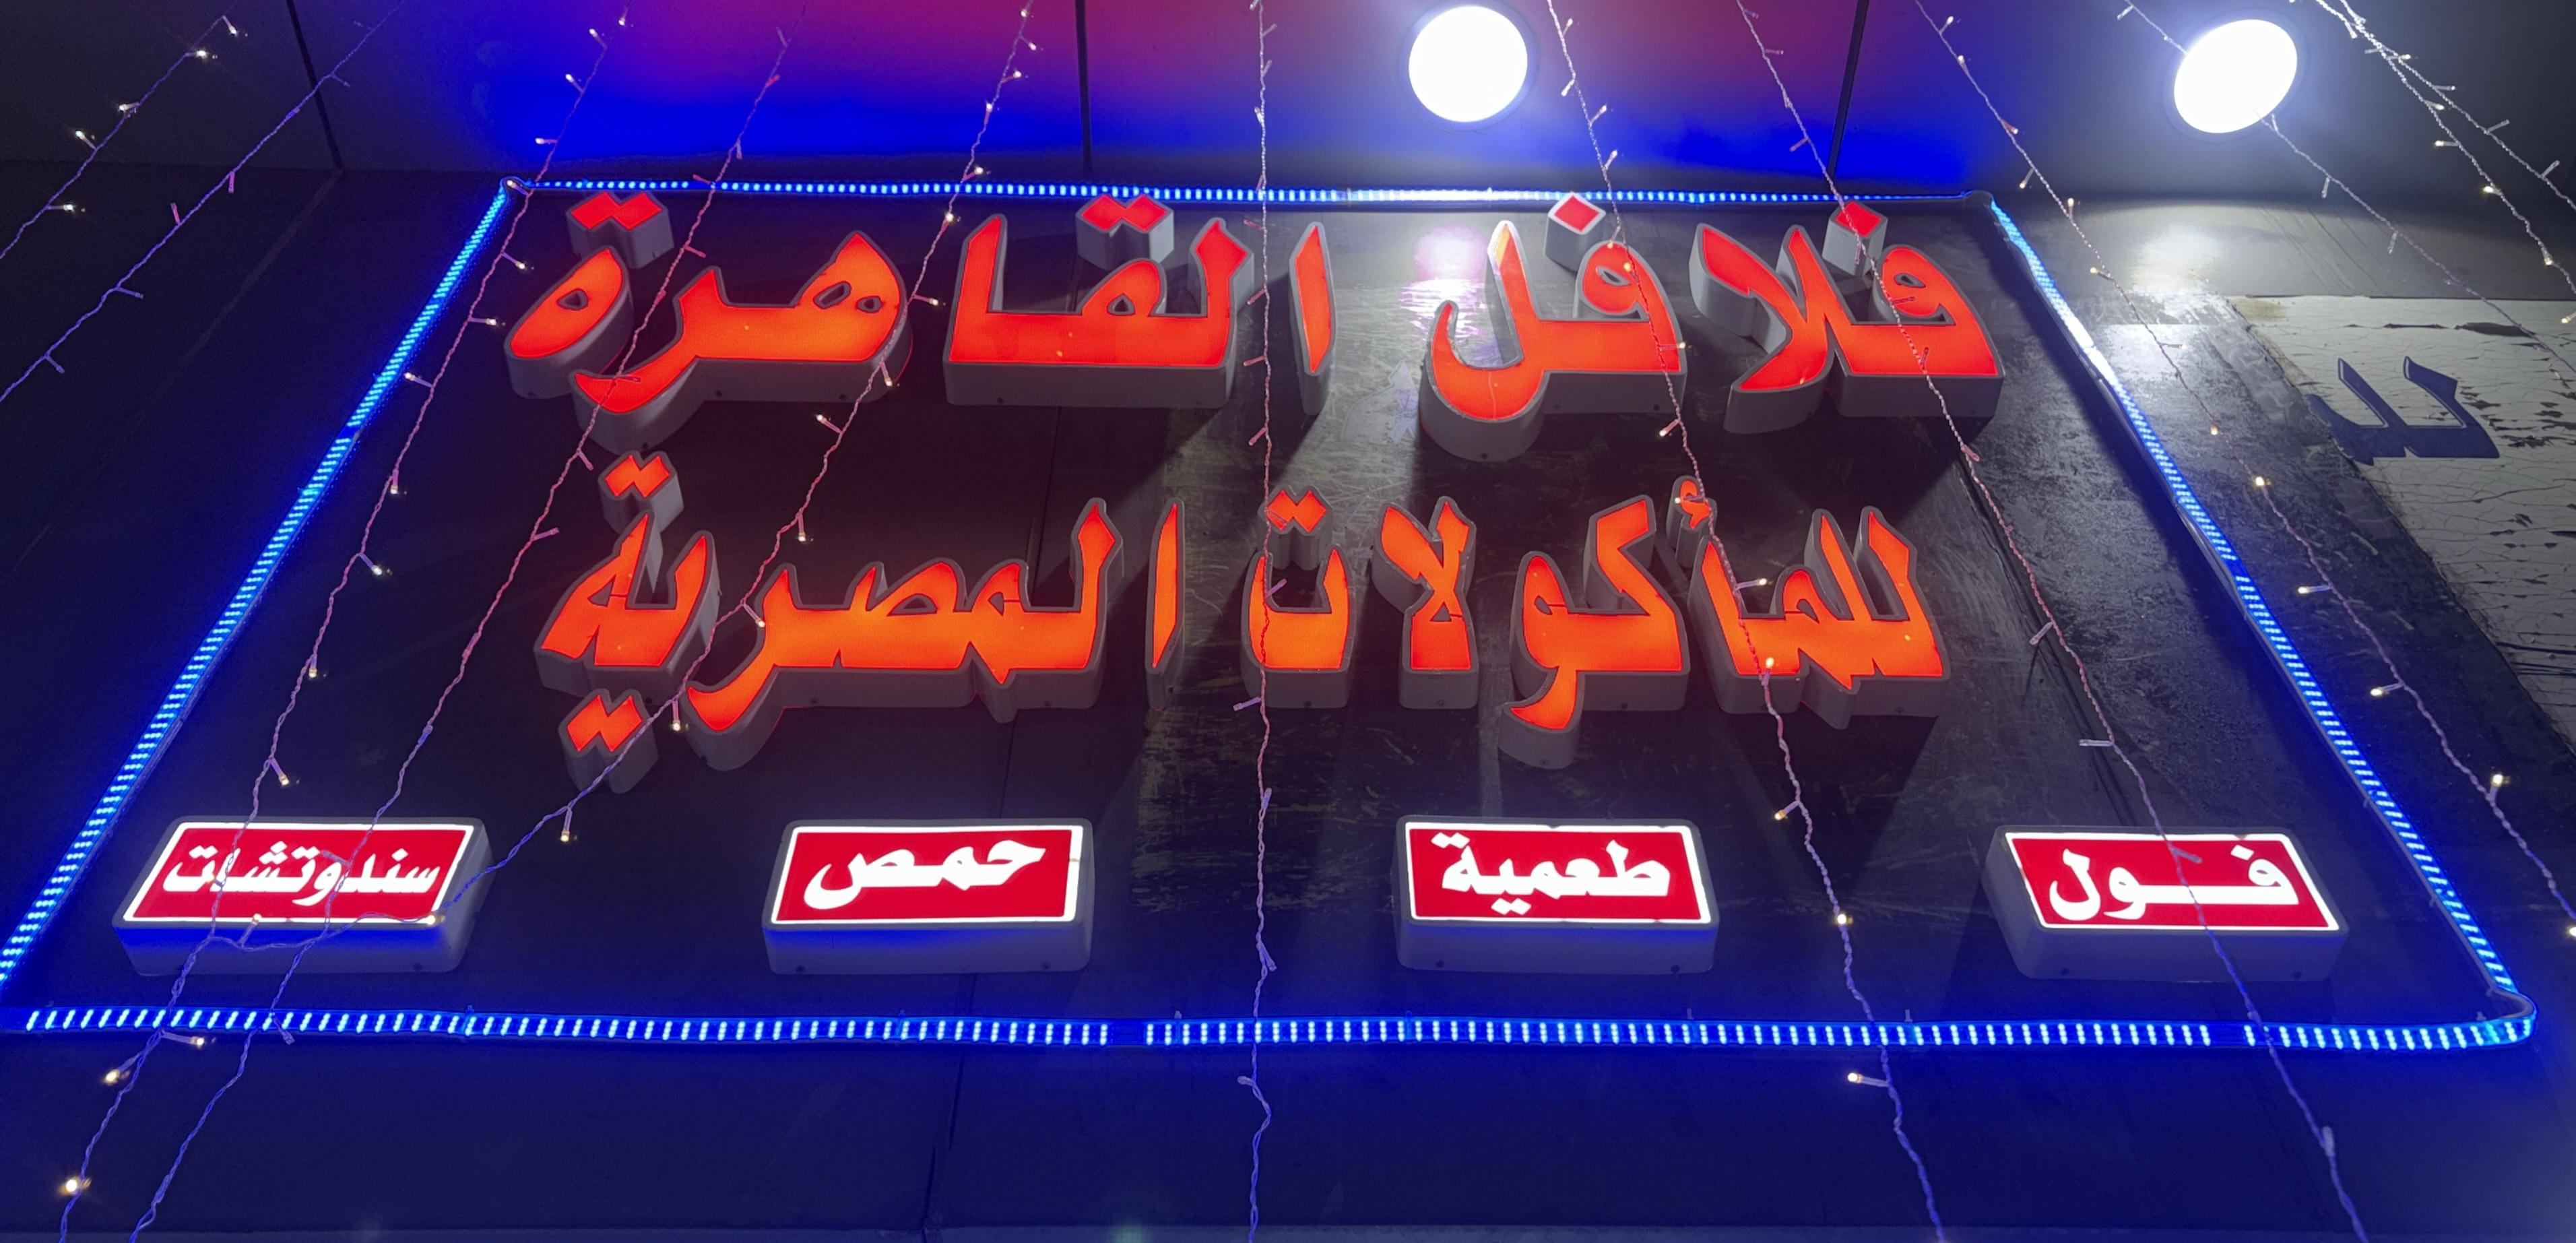 فلافل القاهرة
للمأكولات المصرية
فول
طعمية
حمص
سندوتشات